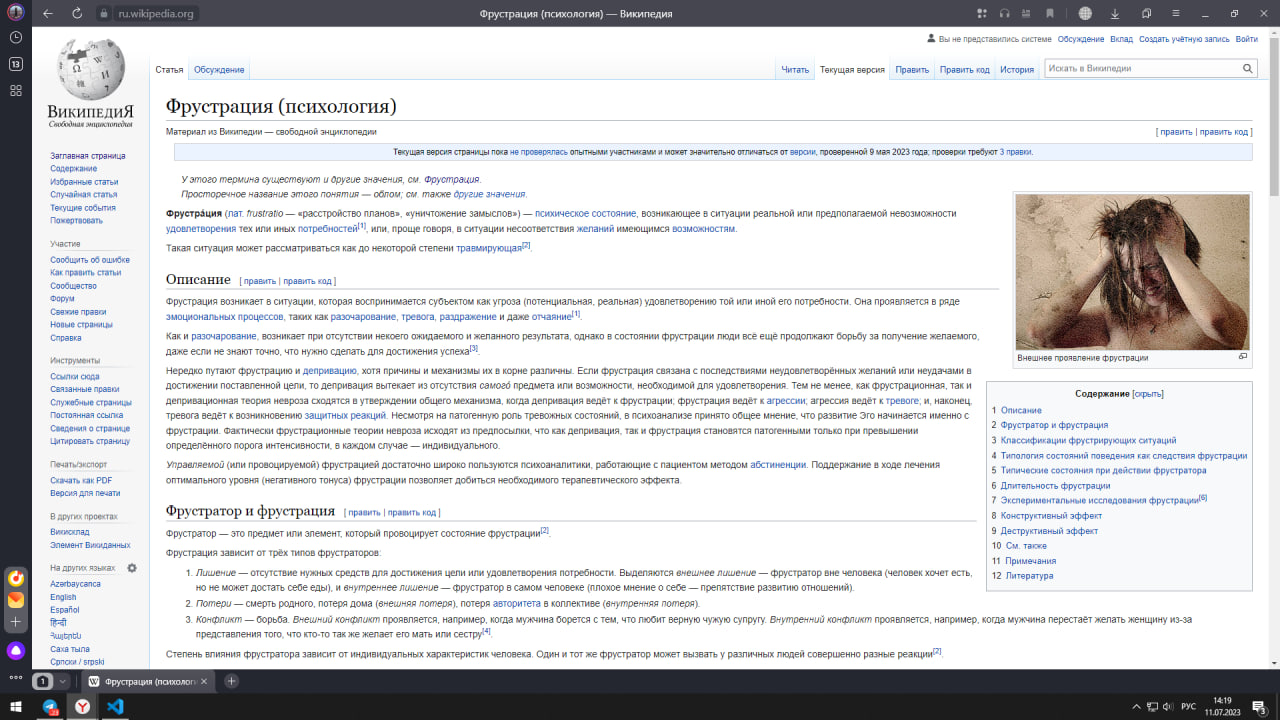 ru.wikipedia.org
Фрустрация (психология) — Википедия
13
Википедия
Свободная энциклопедия
Вы не представились системе Обсуждение Вклад Создать учётную запись Войти
Статья Обсуждение Читать Текущая версия Править Править код История Искать в Википедии
Заглавная страница
Содержание
Избранные статьи
Случайная статья
Текущие события
Пожертвовать
Участие
Сообщить об ошибке
Как править статьи
Сообщество
Форум
Свежие правки
Новые страницы
Справка
Инструменты
Ссылки сюда
Связанные правки
Служебные страницы
Постоянная ссылка
Сведения о странице
Цитировать страницу
Печать/экспорт
Скачать как PDF
Версия для печати
В других проектах
Викисклад
Элемент Викиданных
На других языках
Azərbaycanca
English
Español
हिन्दी
Հայերեն
Саха тыла
Српски / srpski
Фрустрация (психология)
Материал из Википедии — свободной энциклопедии [ править | править код ]
Текущая версия страницы пока не проверялась опытными участниками и может значительно отличаться от версии, проверенной 9 мая 2023 года; проверки требуют 3 правки.
У этого термина существуют и другие значения, см. Фрустрация.
Просторечное название этого понятия — облом; см. также другие значения.
Фрустра́ция (лат. frustratio — «расстройство планов», «уничтожение замыслов») — психическое состояние, возникающее в ситуации реальной или предполагаемой невозможности
удовлетворения тех или иных потребностей[1], или, проще говоря, в ситуации несоответствия желаний имеющимся возможностям.
Такая ситуация может рассматриваться как до некоторой степени травмирующая[2].
Описание [ править | править код ]
Фрустрация возникает в ситуации, которая воспринимается субъектом как угроза (потенциальная, реальная) удовлетворению той или иной его потребности. Она проявляется в ряде
эмоциональных процессов, таких как разочарование, тревога, раздражение и даже отчаяние[1].
Как и разочарование, возникает при отсутствии некоего ожидаемого и желанного результата, однако в состоянии фрустрации люди всё ещё продолжают борьбу за получение желаемого,
даже если не знают точно, что нужно сделать для достижения успеха[3].
Нередко путают фрустрацию и депривацию, хотя причины и механизмы их в корне различны. Если фрустрация связана с последствиями неудовлетворённых желаний или неудачами в
достижении поставленной цели, то депривация вытекает из отсутствия самого́ предмета или возможности, необходимой для удовлетворения. Тем не менее, как фрустрационная, так и
депривационная теория невроза сходятся в утверждении общего механизма, когда депривация ведёт к фрустрации; фрустрация ведёт к агрессии; агрессия ведёт к тревоге; и, наконец,
тревога ведёт к возникновению защитных реакций. Несмотря на патогенную роль тревожных состояний, в психоанализе принято общее мнение, что развитие Эго начинается именно с
фрустрации. Фактически фрустрационные теории невроза исходят из предпосылки, что как депривация, так и фрустрация становятся патогенными только при превышении
определённого порога интенсивности, в каждом случае — индивидуального.
Управляемой (или провоцируемой) фрустрацией достаточно широко пользуются психоаналитики, работающие с пациентом методом абстиненции. Поддержание в ходе лечения
оптимального уровня (негативного тонуса) фрустрации позволяет добиться необходимого терапевтического эффекта.
Внешнее проявление фрустрации
Содержание [скрыть]
1 Описание
2 Фрустратор и фрустрация
3 Классификации фрустрирующих ситуаций
4 Типология состояний поведения как следствия фрустрации
5 Типические состояния при действии фрустратора
6 Длительность фрустрации
7 Экспериментальные исследования фрустрации[6]
8 Конструктивный эффект
9 Деструктивный эффект
10 См. также
11 Примечания
12 Литература
Фрустратор и фрустрация [ править | править код ]
Фрустратор — это предмет или элемент, который провоцирует состояние фрустрации[2].
Фрустрация зависит от трёх типов фрустраторов:
1. Лишение — отсутствие нужных средств для достижения цели или удовлетворения потребности. Выделяются внешнее лишение — фрустратор вне человека (человек хочет есть,
но не может достать себе еды), и внутреннее лишение — фрустратор в самом человеке (плохое мнение о себе — препятствие развитию отношений).
2. Потери — смерть родного, потеря дома (внешняя потеря), потеря авторитета в коллективе (внутренняя потеря).
3. Конфликт — борьба. Внешний конфликт проявляется, например, когда мужчина борется с тем, что любит верную чужую супругу. Внутренний конфликт проявляется, например, когда мужчина перестаёт желать женщину из-за
представления того, что кто-то так же желает его мать или сестру[4].
Степень влияния фрустратора зависит от индивидуальных характеристик человека. Один и тот же фрустратор может вызвать у различных людей совершенно разные реакции[2].
1 Фрустрация (психологи
РУС
14:19
11.07.2023
3